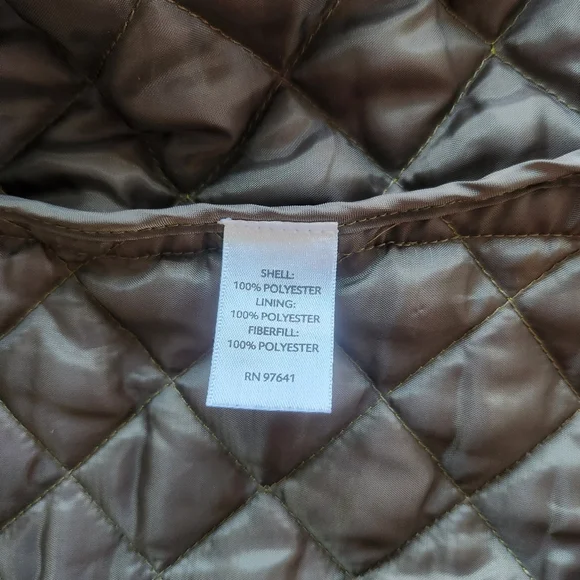 SHELL:
100% POLYESTER
LINING:
100% POLYESTER
FIBERFILL:
100% POLYESTER
RN 97641